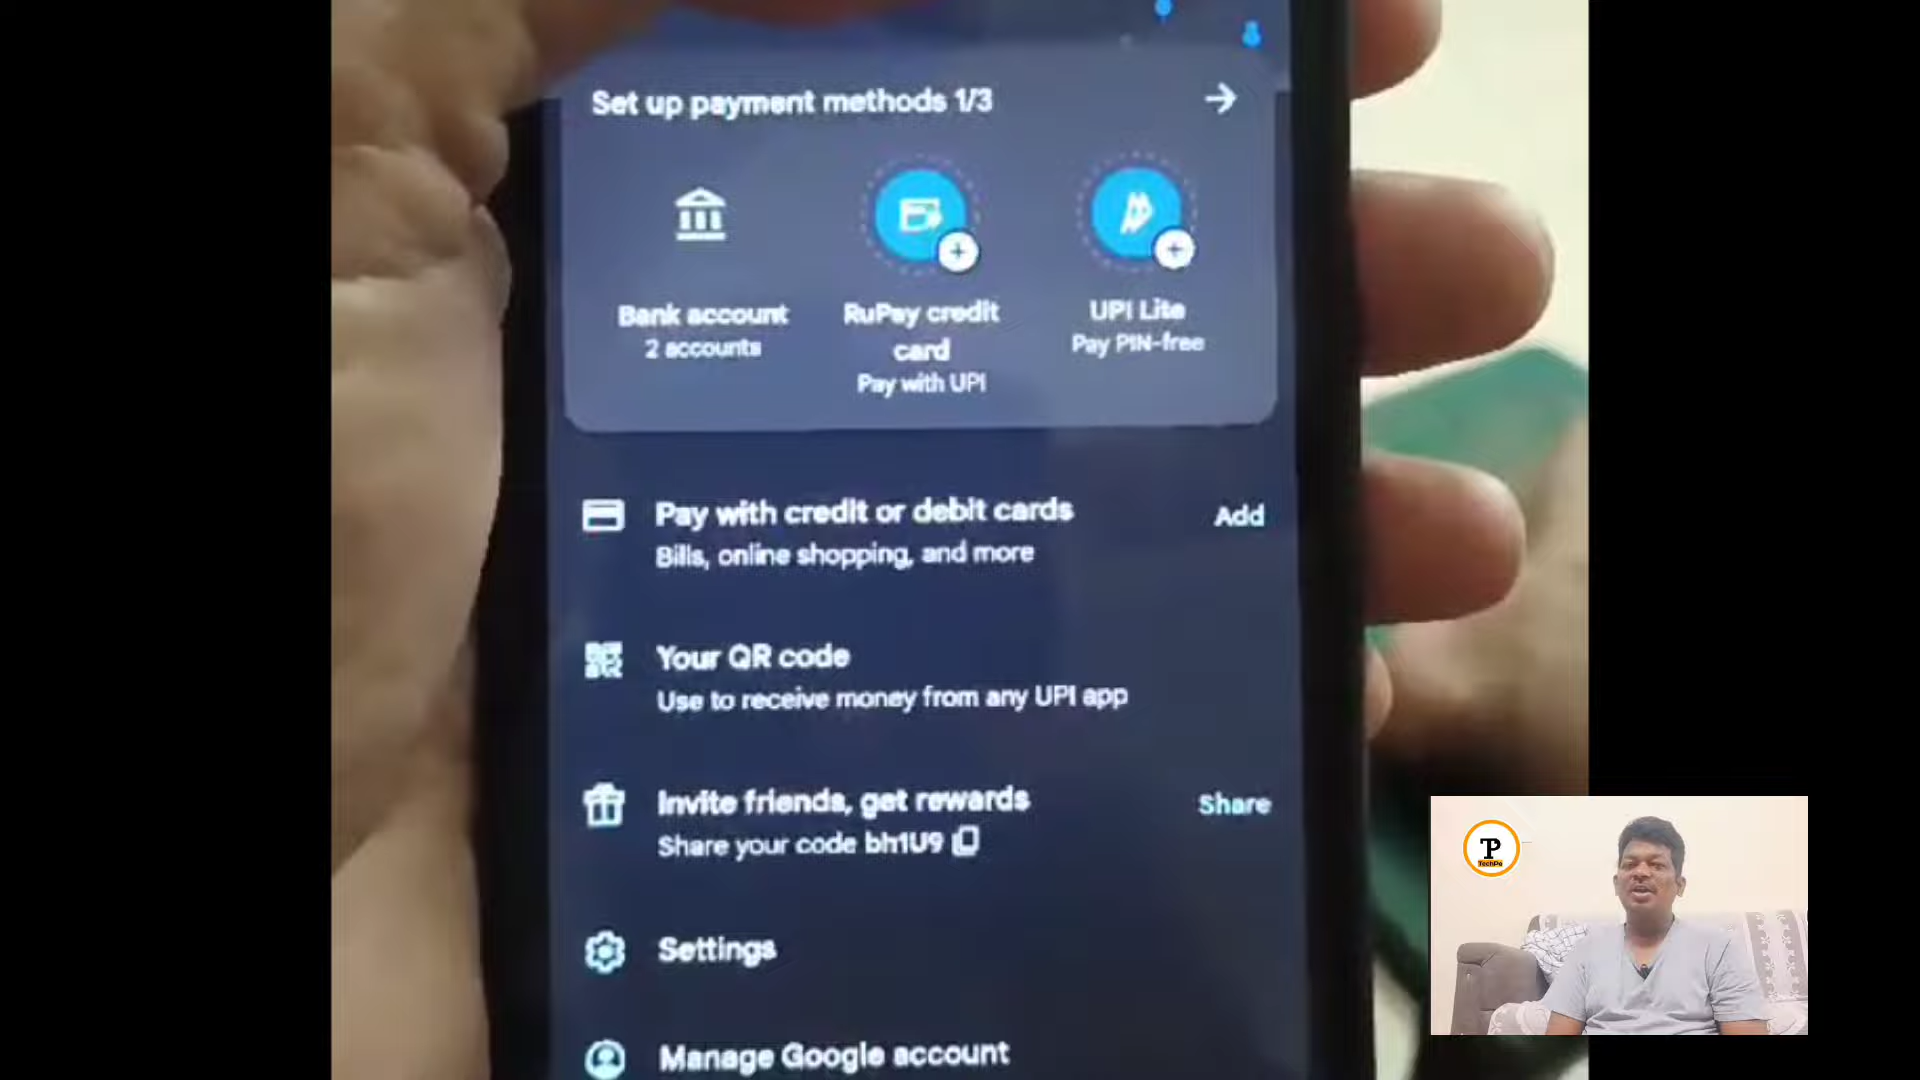 Set up payment methods 1/3
Bank account
2 accounts
RuPay credit
card
Pay with UPI
UPI Lite
Pay PIN-free
Pay with credit or debit cards
Add
Bills, online shopping, and more
Your QR code
Use to receive money from any UPI app
Invite friends, get rewards
Share
Share your code bh1U9
Settings
Manage Google account
TP
TechPe